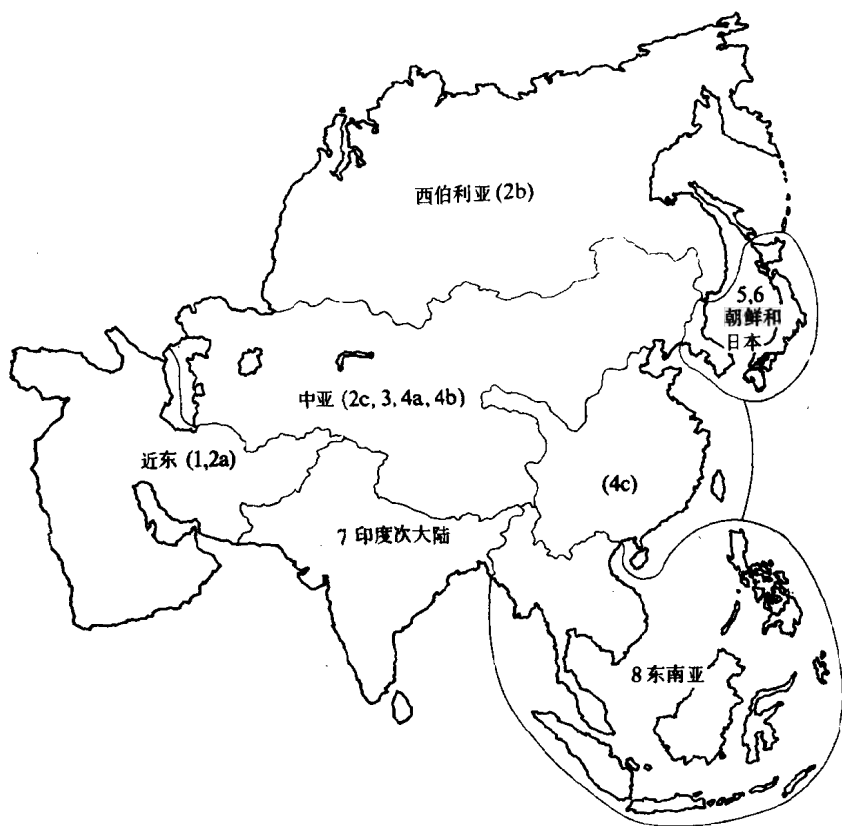 西伯利亚 (2b)
5,6
朝鲜和
日本
中亚 (2c, 3, 4a, 4b)
近东 (1,2a)
(4c)
7 印度次大陆
8 东南亚